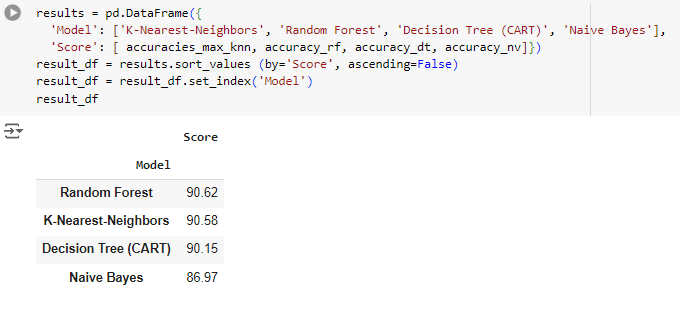 results = pd.DataFrame({
  'Model': ['K-Nearest-Neighbors', 'Random Forest', 'Decision Tree (CART)', 'Naive Bayes'],
  'Score': [ accuracies_max_knn, accuracy_rf, accuracy_dt, accuracy_nv]})
result_df = results.sort_values (by='Score', ascending=False)
result_df = result_df.set_index('Model')
result_df
Score
Model
Random Forest 90.62
K-Nearest-Neighbors 90.58
Decision Tree (CART) 90.15
Naive Bayes 86.97